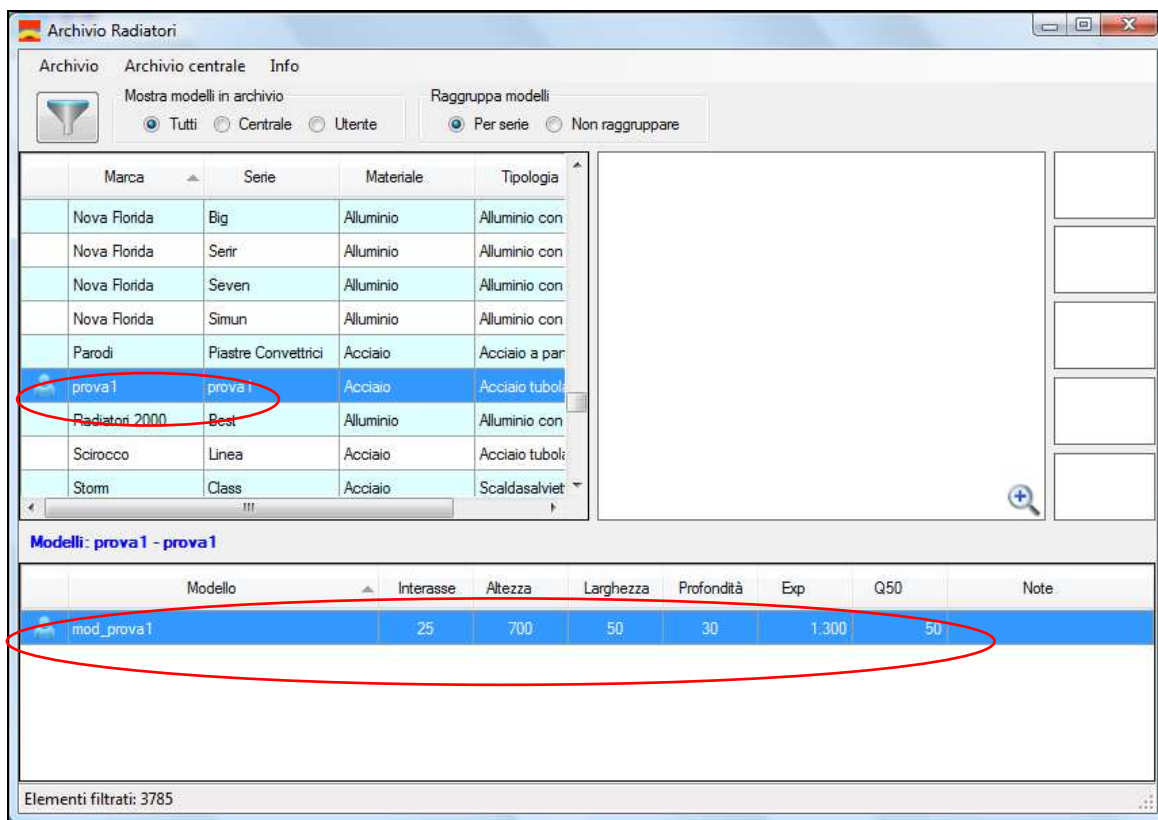 Archivio Radiatori
Archivio Archivio centrale Info
Mostra modelli in archivio Raggruppa modelli
Tutti Centrale Utente Per serie Non raggruppare
Marca Serie Materiale Tipologia
Nova Florida Big Alluminio Alluminio con
Nova Florida Serir Alluminio Alluminio con
Nova Florida Seven Alluminio Alluminio con
Nova Florida Simun Alluminio Alluminio con
Parodi Piastre Convettrici Acciaio Acciaio a pan
prova1 prova1 Acciaio Acciaio tubola
Radiatori 2000 Best Alluminio Alluminio con
Scirocco Linea Acciaio Acciaio tubola
Storm Class Acciaio Scaldasalviet
Modelli: prova1 - prova1
Modello Interasse Altezza Larghezza Profondità Exp Q50 Note
mod_prova1 25 700 50 30 1.300 50
Elementi filtrati: 3785